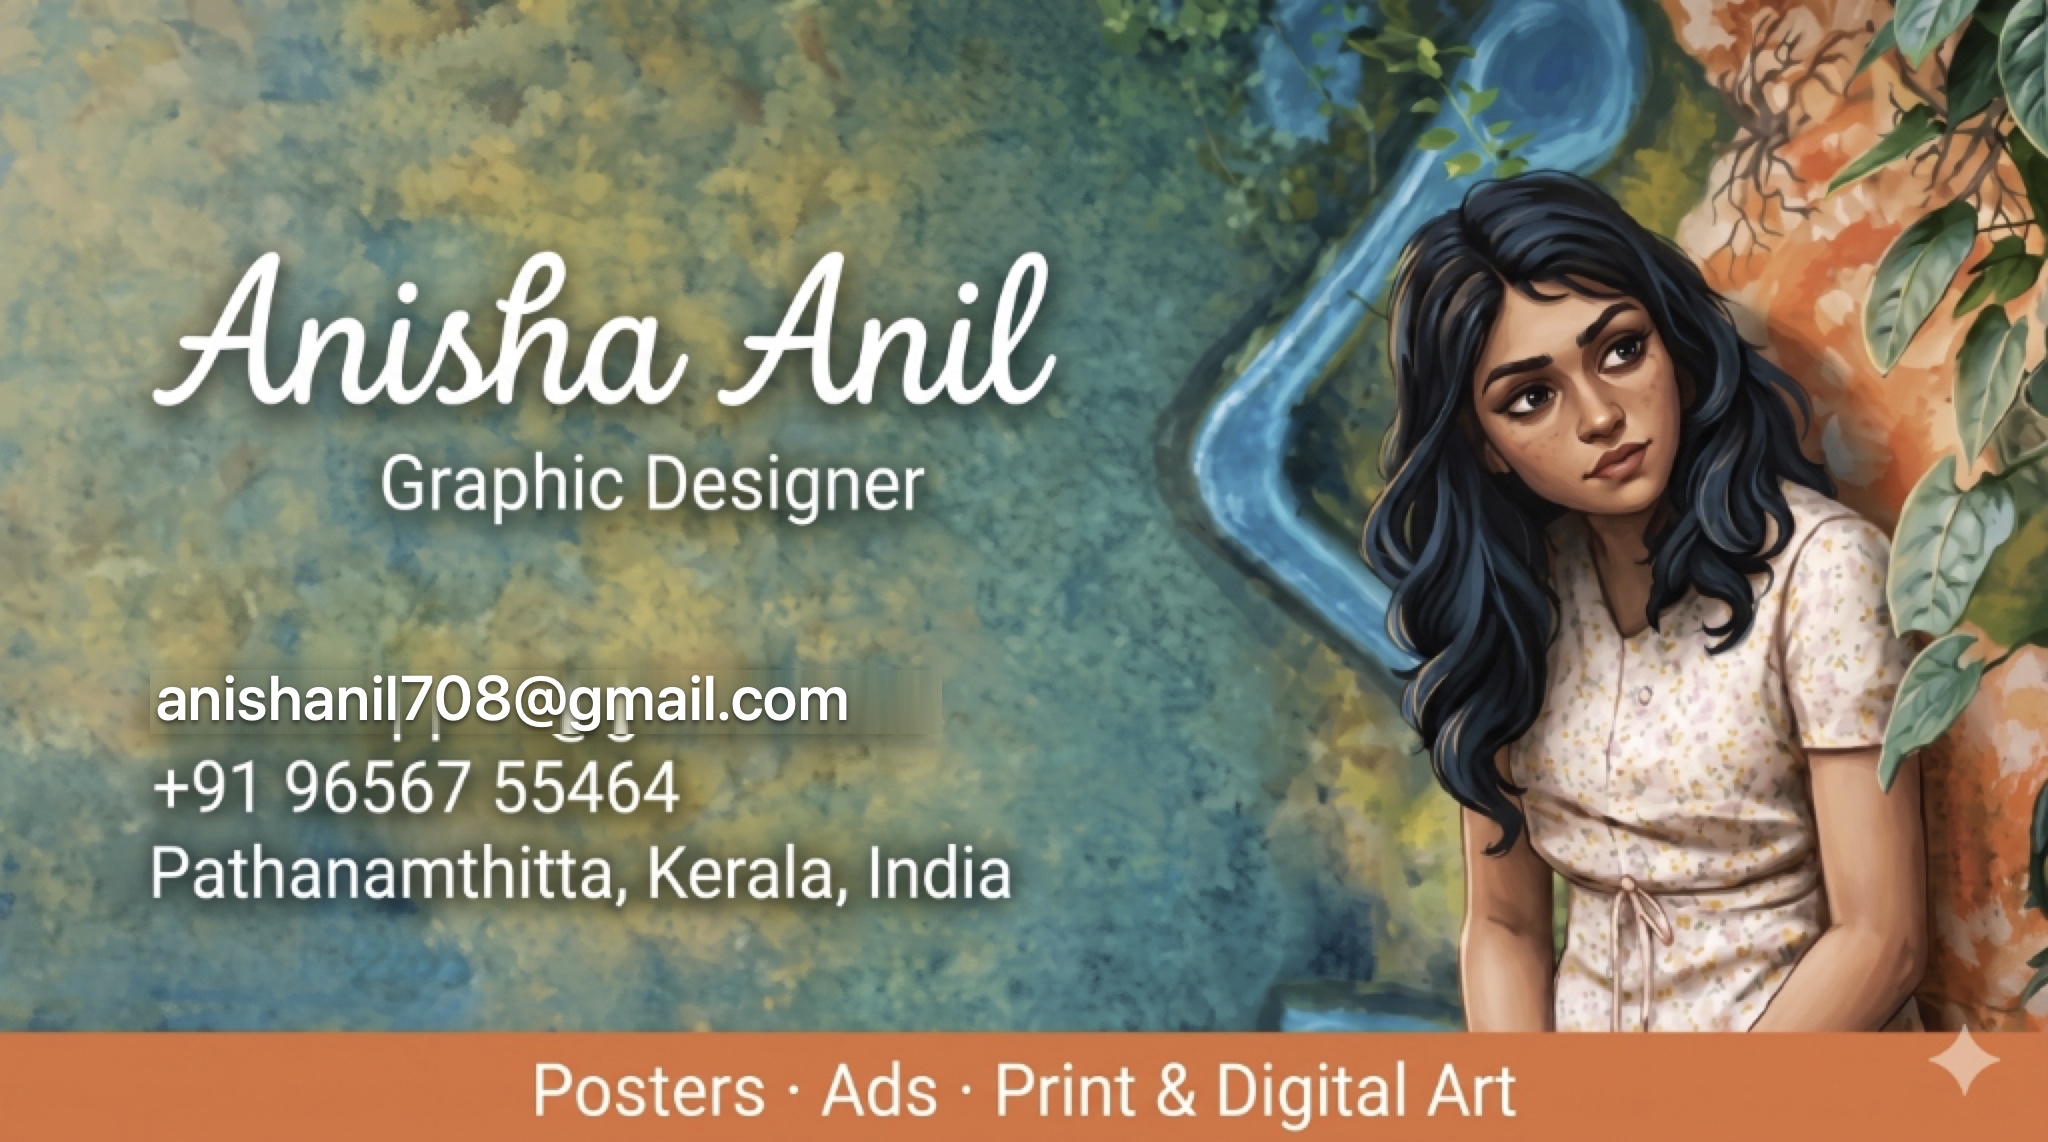 Anisha Anil
Graphic Designer
anishanil708@gmail.com
+91 96567 55464
Pathanamthitta, Kerala, India
Posters · Ads · Print & Digital Art